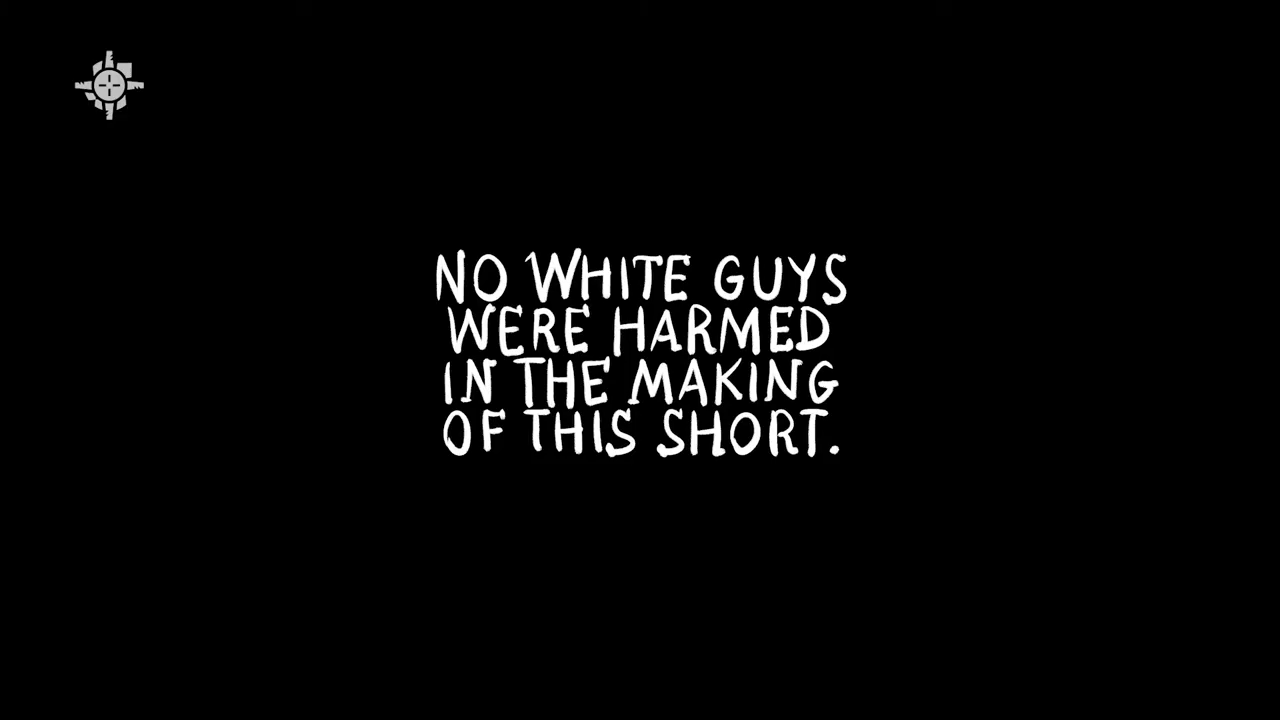 NO WHITE GUYS
WERE HARMED
IN THE MAKING
OF THIS SHORT.